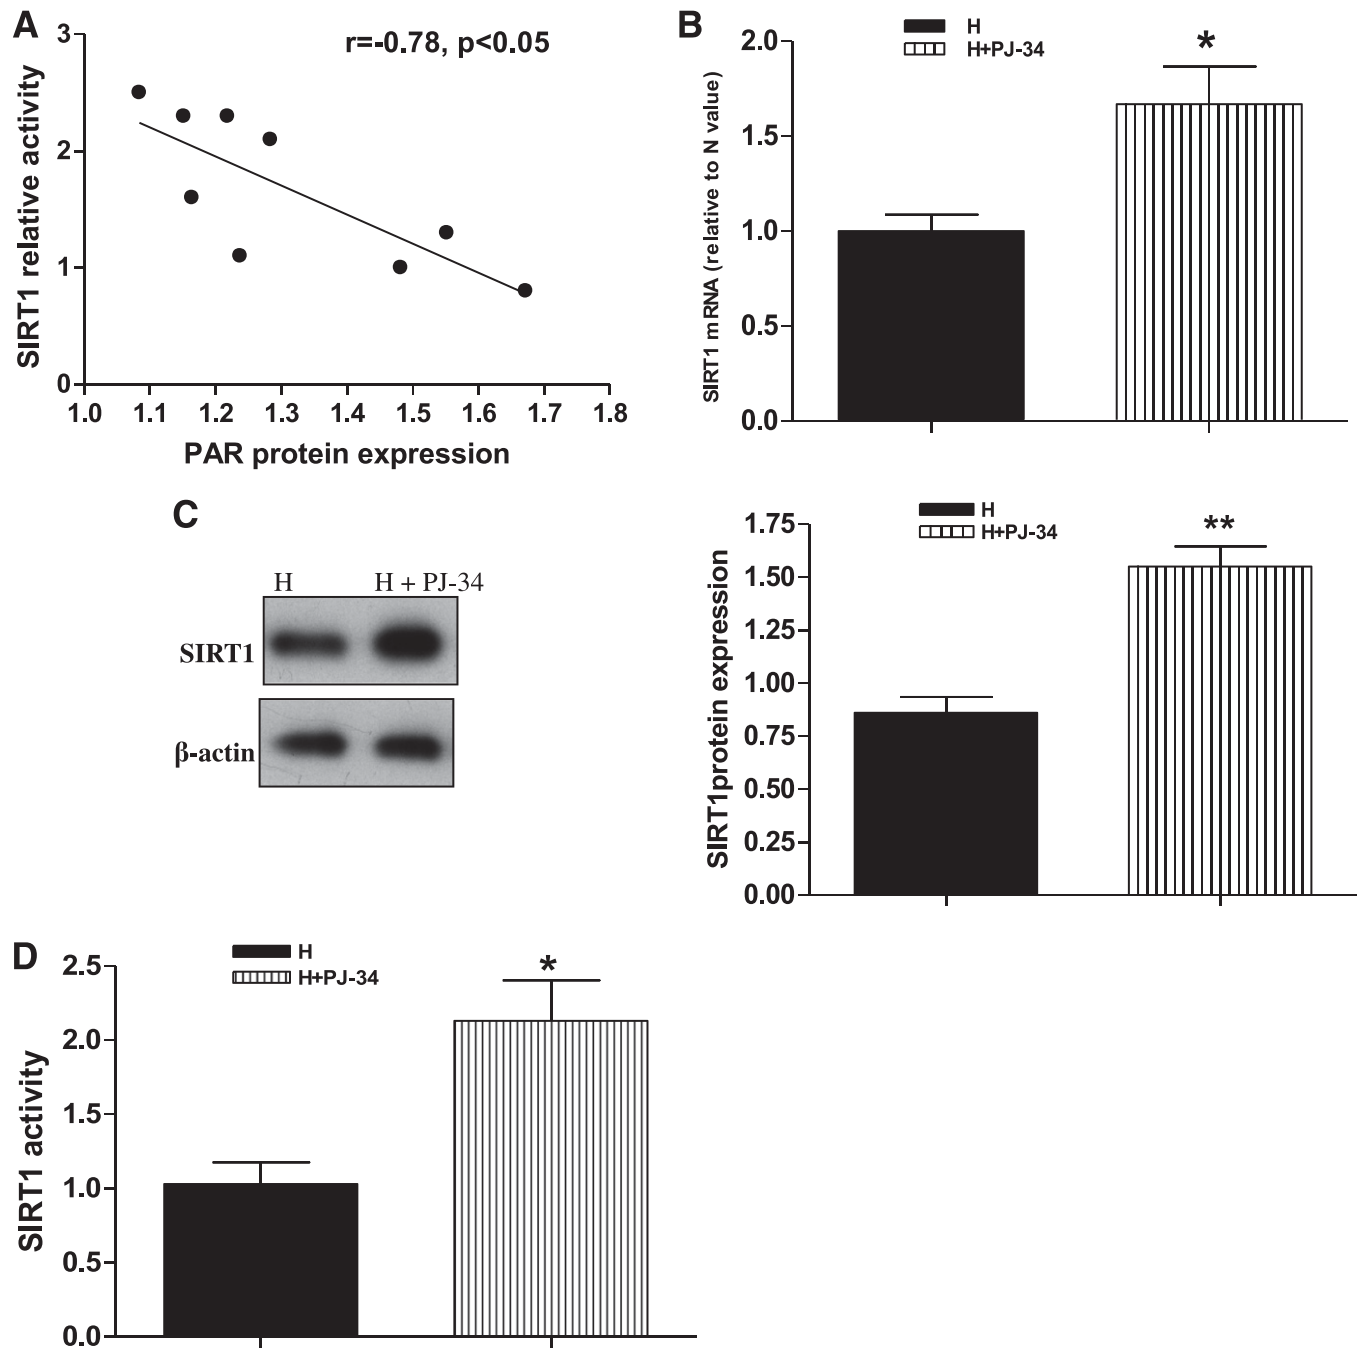 A
r=-0.78, p<0.05
SIRT1 relative activity
3
2
1
0
1.0 1.1 1.2 1.3 1.4 1.5 1.6 1.7 1.8
PAR protein expression
B
H
H+PJ-34
SIRT1 mRNA (relative to N value)
2.0
1.5
1.0
0.5
0.0
*
C
H H + PJ-34
SIRT1
β-actin
H
H+PJ-34
SIRT1protein expression
1.75
1.50
1.25
1.00
0.75
0.50
0.25
0.00
**
D
H
H+PJ-34
SIRT1 activity
2.5
2.0
1.5
1.0
0.5
0.0
*